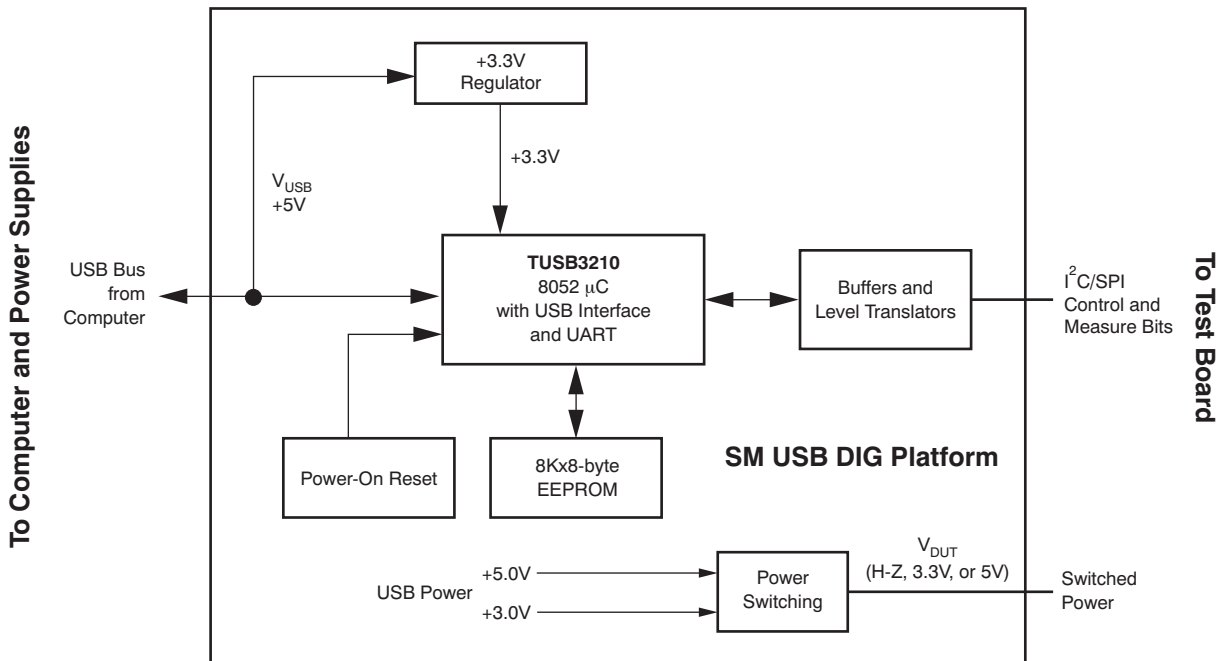 To Computer and Power Supplies
+3.3V
Regulator
+3.3V
VUSB
+5V
USB Bus
from
Computer
TUSB3210
8052 µC
with USB Interface
and UART
Buffers and
Level Translators
I2C/SPI
Control and
Measure Bits
To Test Board
Power-On Reset
8Kx8-byte
EEPROM
SM USB DIG Platform
USB Power
+5.0V
+3.0V
Power
Switching
VDUT
(H-Z, 3.3V, or 5V)
Switched
Power